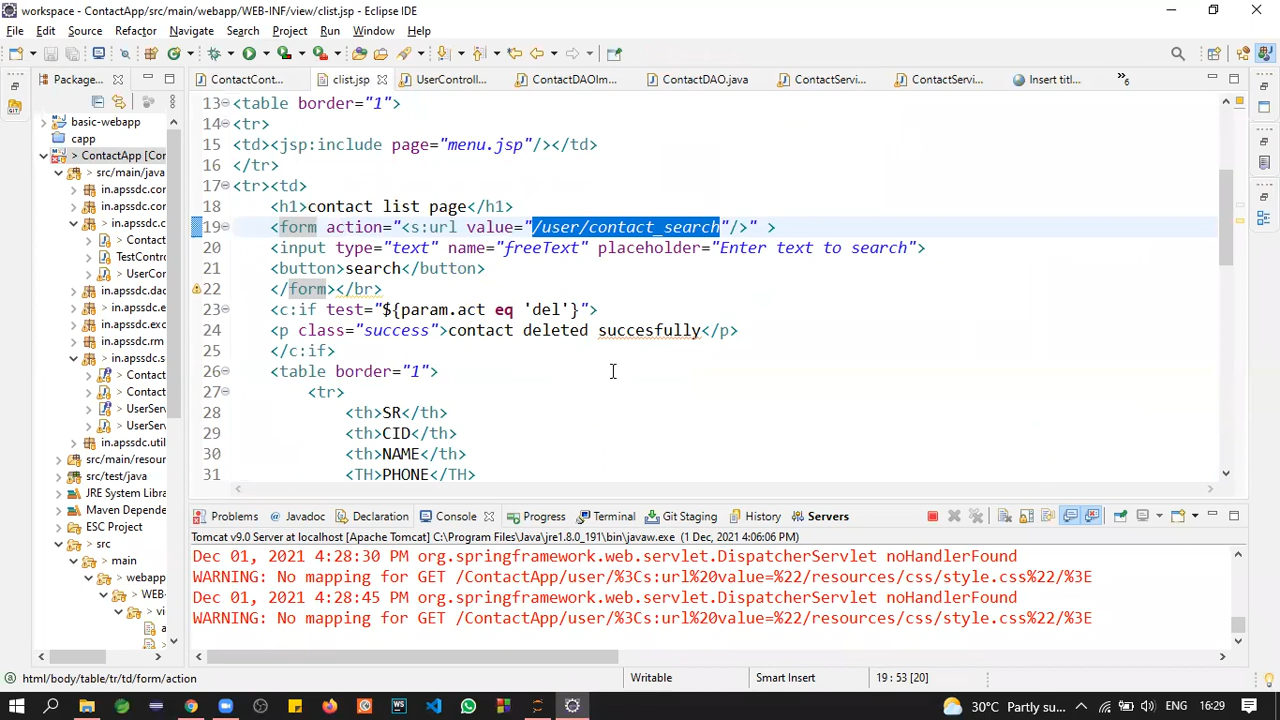 workspace - ContactApp/src/main/webapp/WEB-INF/view/clist.jsp - Eclipse IDE
File Edit Source Refactor Navigate Search Project Run Window Help
Package...
ContactCont...
clist.jsp
UserControll...
ContactDAOIm...
ContactDAO.java
ContactServi...
ContactServi...
Insert titl...
»6
basic-webapp
capp
> ContactApp [Cor
src/main/java
> in.apssdc.cor
> in.apssdc.cor
> in.apssdc.c
> Contact
TestContro
> UserCon
> in.apssdc.dac
> in.apssdc.e
> in.apssdc.exc
> in.apssdc.rm
> in.apssdc.s
> Contact
> Contact
> UserSer
> UserSer
in.apssdc.util
> src/main/resour
src/test/java
JRE System Libra
Maven Depende
ESC Project
> src
> main
> webapp
> WEB-
> vi
13 <table border="1">
14 <tr>
15 <td><jsp:include page="menu.jsp"/></td>
16 </tr>
17 <tr><td>
18 <h1>contact list page</h1>
19 <form action="<s:url value="/user/contact_search"/>" >
20 <input type="text" name="freeText" placeholder="Enter text to search">
21 <button>search</button>
22 </form></br>
23 <c:if test="${param.act eq 'del'}">
24 <p class="success">contact deleted succesfully</p>
25 </c:if>
26 <table border="1">
27 <tr>
28 <th>SR</th>
29 <th>CID</th>
30 <th>NAME</th>
31 <TH>PHONE</TH>
Problems Javadoc Declaration Console Progress Terminal Git Staging History Servers
Tomcat v9.0 Server at localhost [Apache Tomcat] C:\Program Files\Java\jre1.8.0_191\bin\javaw.exe (1 Dec, 2021 4:06:06 PM)
Dec 01, 2021 4:28:30 PM org.springframework.web.servlet.DispatcherServlet noHandlerFound
WARNING: No mapping for GET /ContactApp/user/%3Cs:url%20value=%22/resources/css/style.css%22/%3E
Dec 01, 2021 4:28:45 PM org.springframework.web.servlet.DispatcherServlet noHandlerFound
WARNING: No mapping for GET /ContactApp/user/%3Cs:url%20value=%22/resources/css/style.css%22/%3E
html/body/table/tr/td/form/action
Writable
Smart Insert
19 : 53 [20]
30°C Partly su...
ENG
16:29